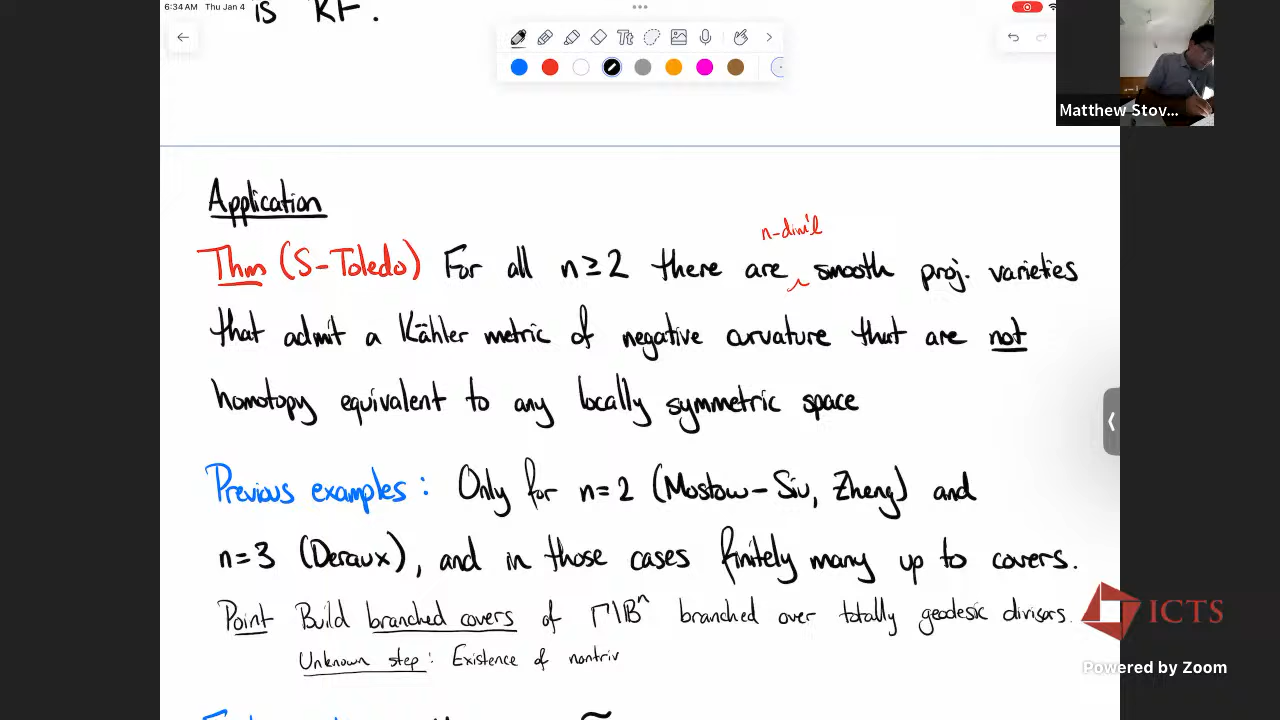 6:34 AM Thu Jan 4
is RF.
Matthew Stov...
Application
n-dim'l
Thm (S-Toledo) For all n≥2 there are ‸ smooth proj. varieties
that admit a Kähler metric of negative curvature that are not
homotopy equivalent to any locally symmetric space
Previous examples: Only for n=2 (Mostow-Siu, Zheng) and
n=3 (Deraux), and in those cases finitely many up to covers.
Point Build branched covers of Γ\𝔹ⁿ branched over totally geodesic divisors.
Unknown step: Existence of nontriv
ICTS
Powered by Zoom